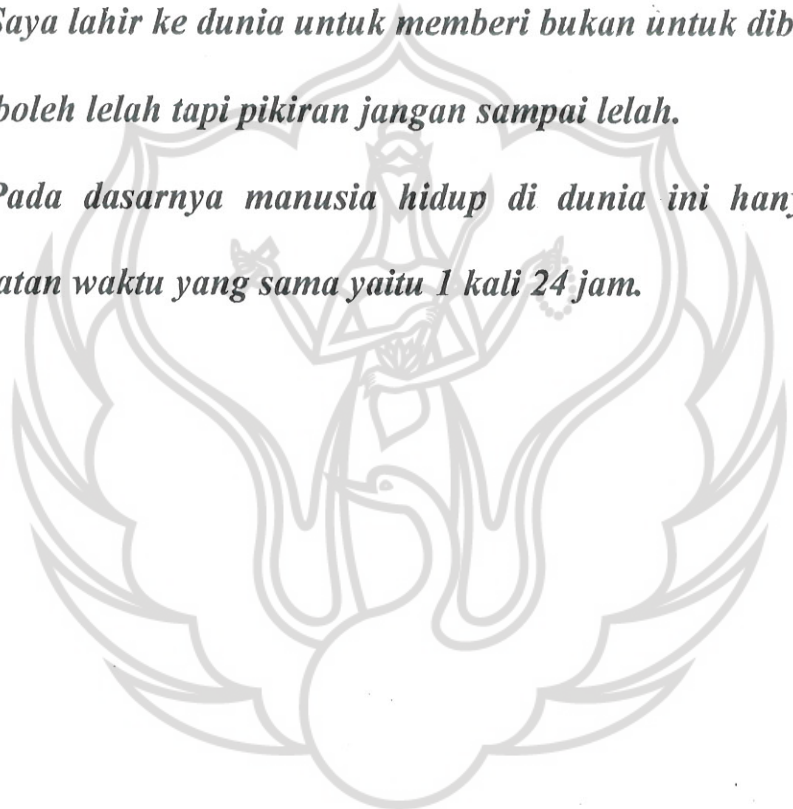 Saya lahir ke dunia untuk memberi bukan untuk
boleh lelah tapi pikiran jangan sampai lelah.
Pada dasarnya manusia hidup di dunia ini
waktu yang sama yaitu 1 kali 24 jam.